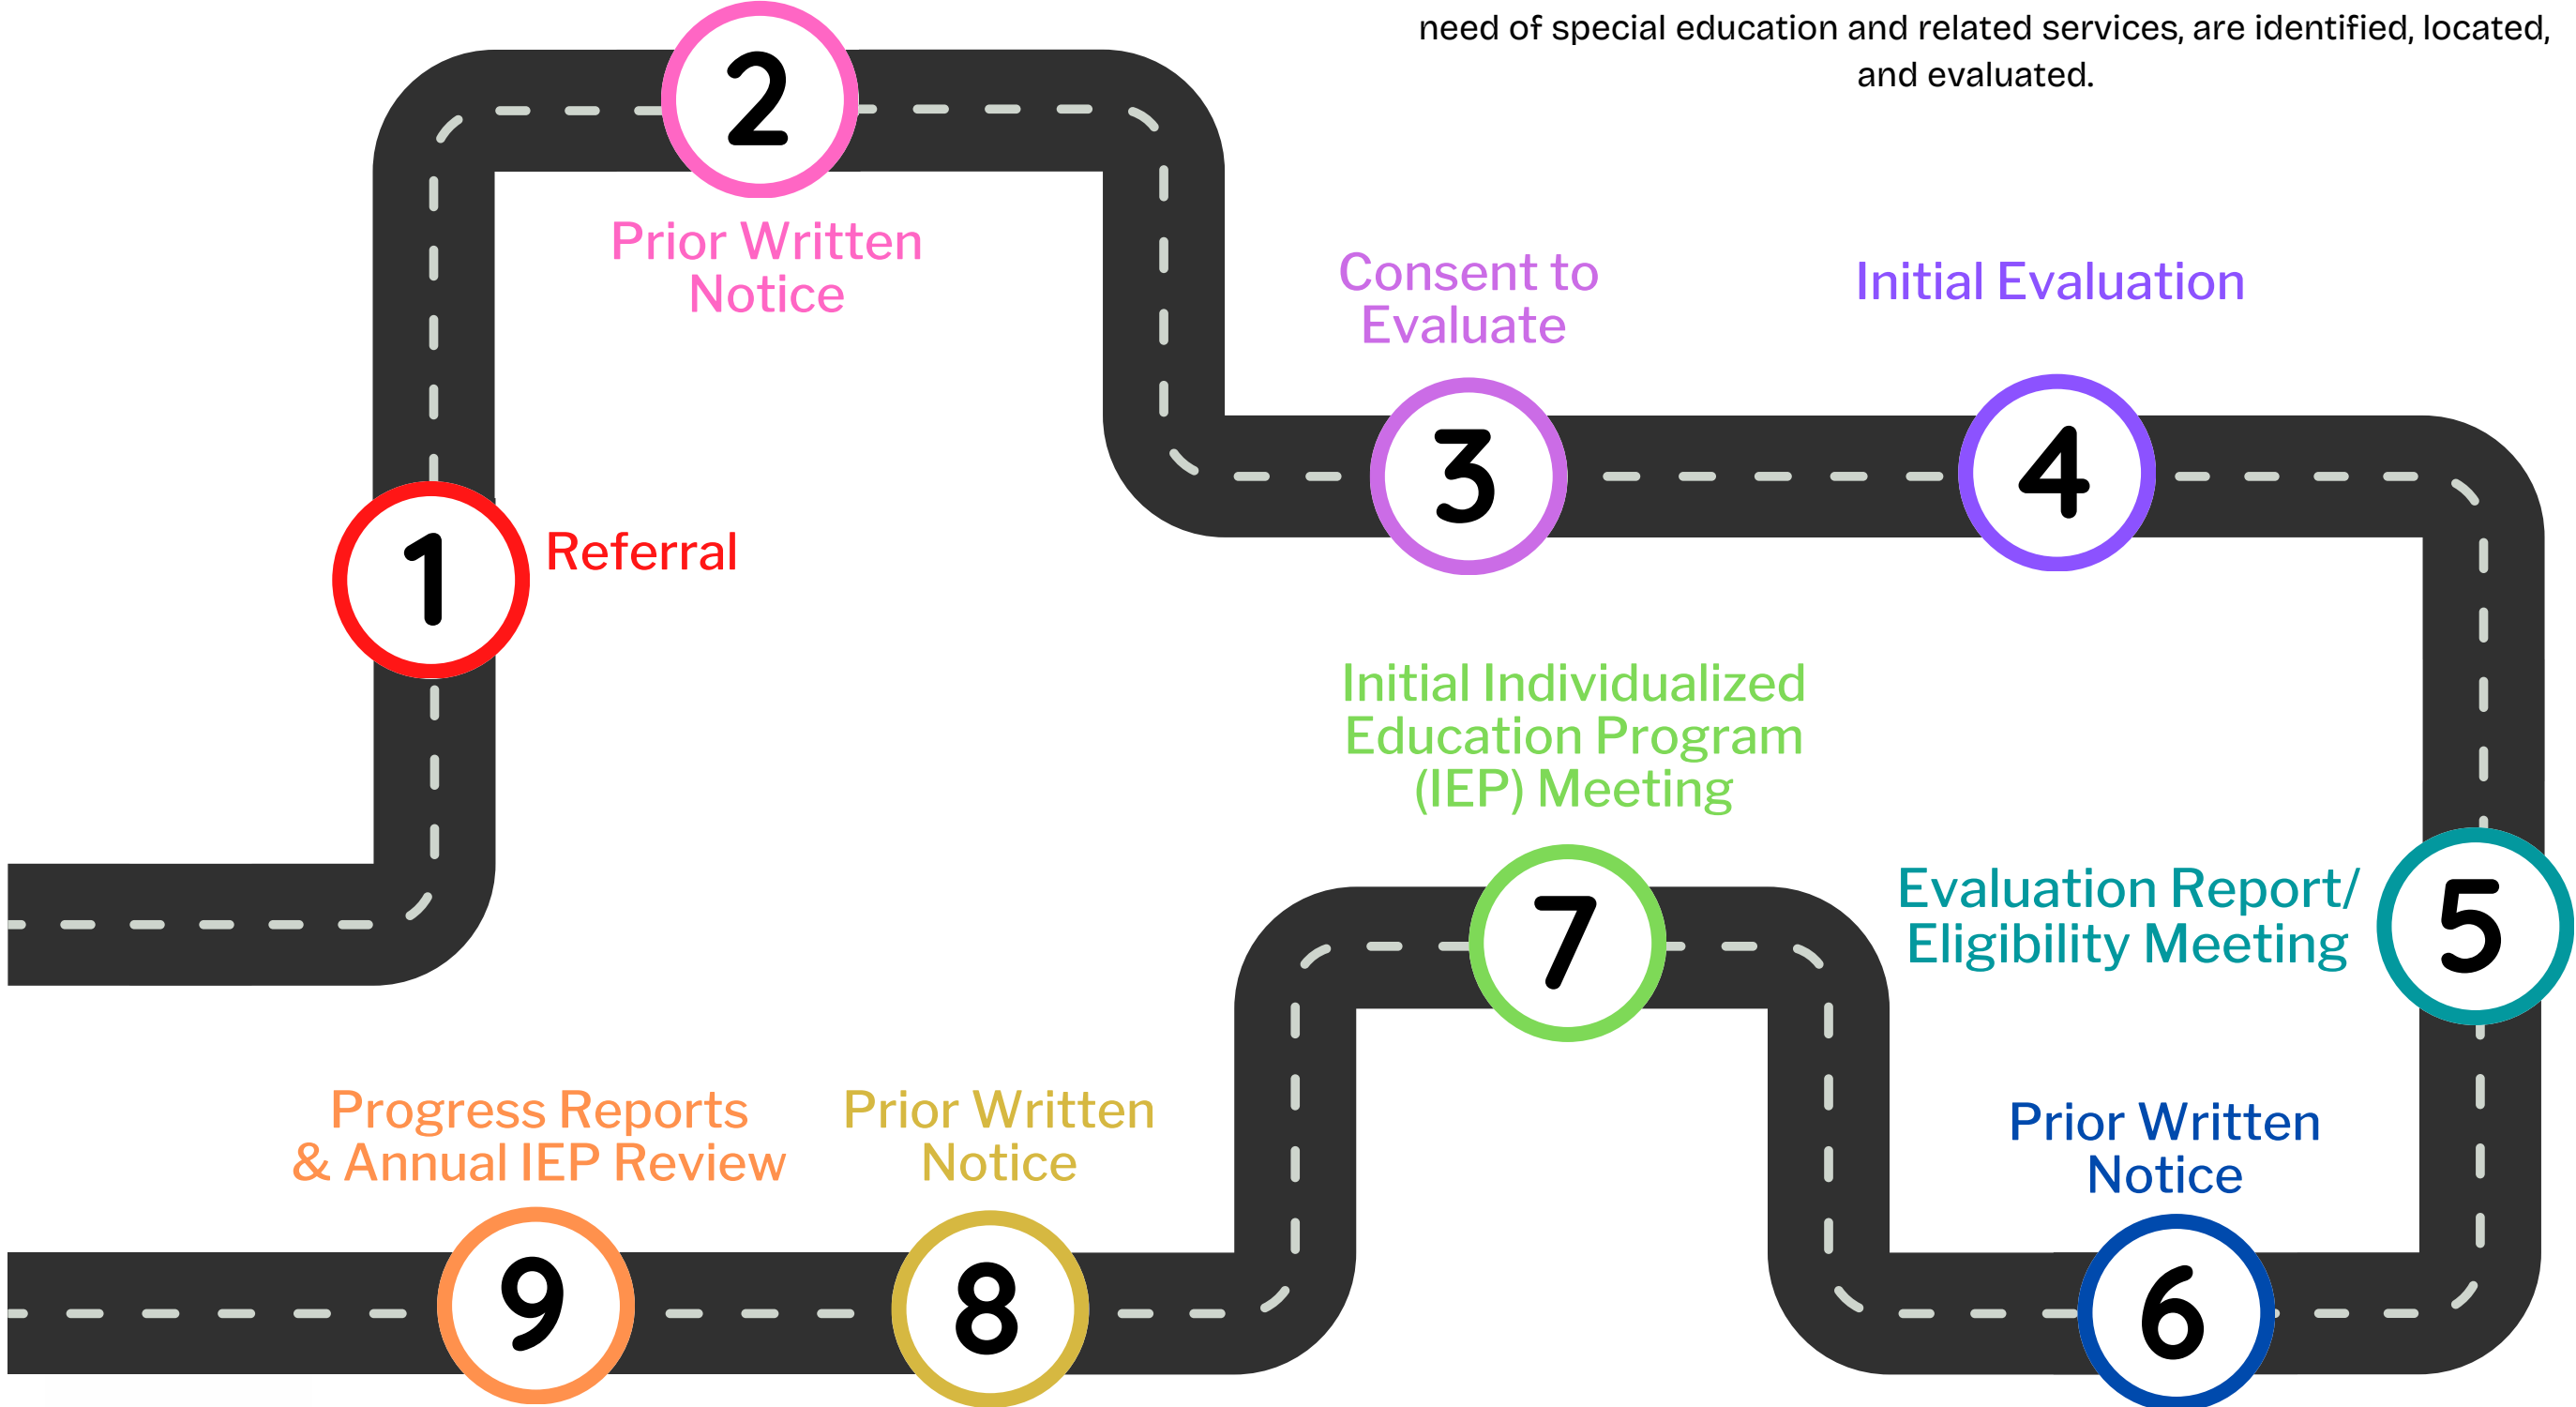 need of special education and related services, are identified, located,
and evaluated.
1
Referral
2
Prior Written
Notice
3
Consent to
Evaluate
4
Initial Evaluation
5
Evaluation Report/
Eligibility Meeting
6
Prior Written
Notice
7
Initial Individualized
Education Program
(IEP) Meeting
8
Prior Written
Notice
9
Progress Reports
& Annual IEP Review